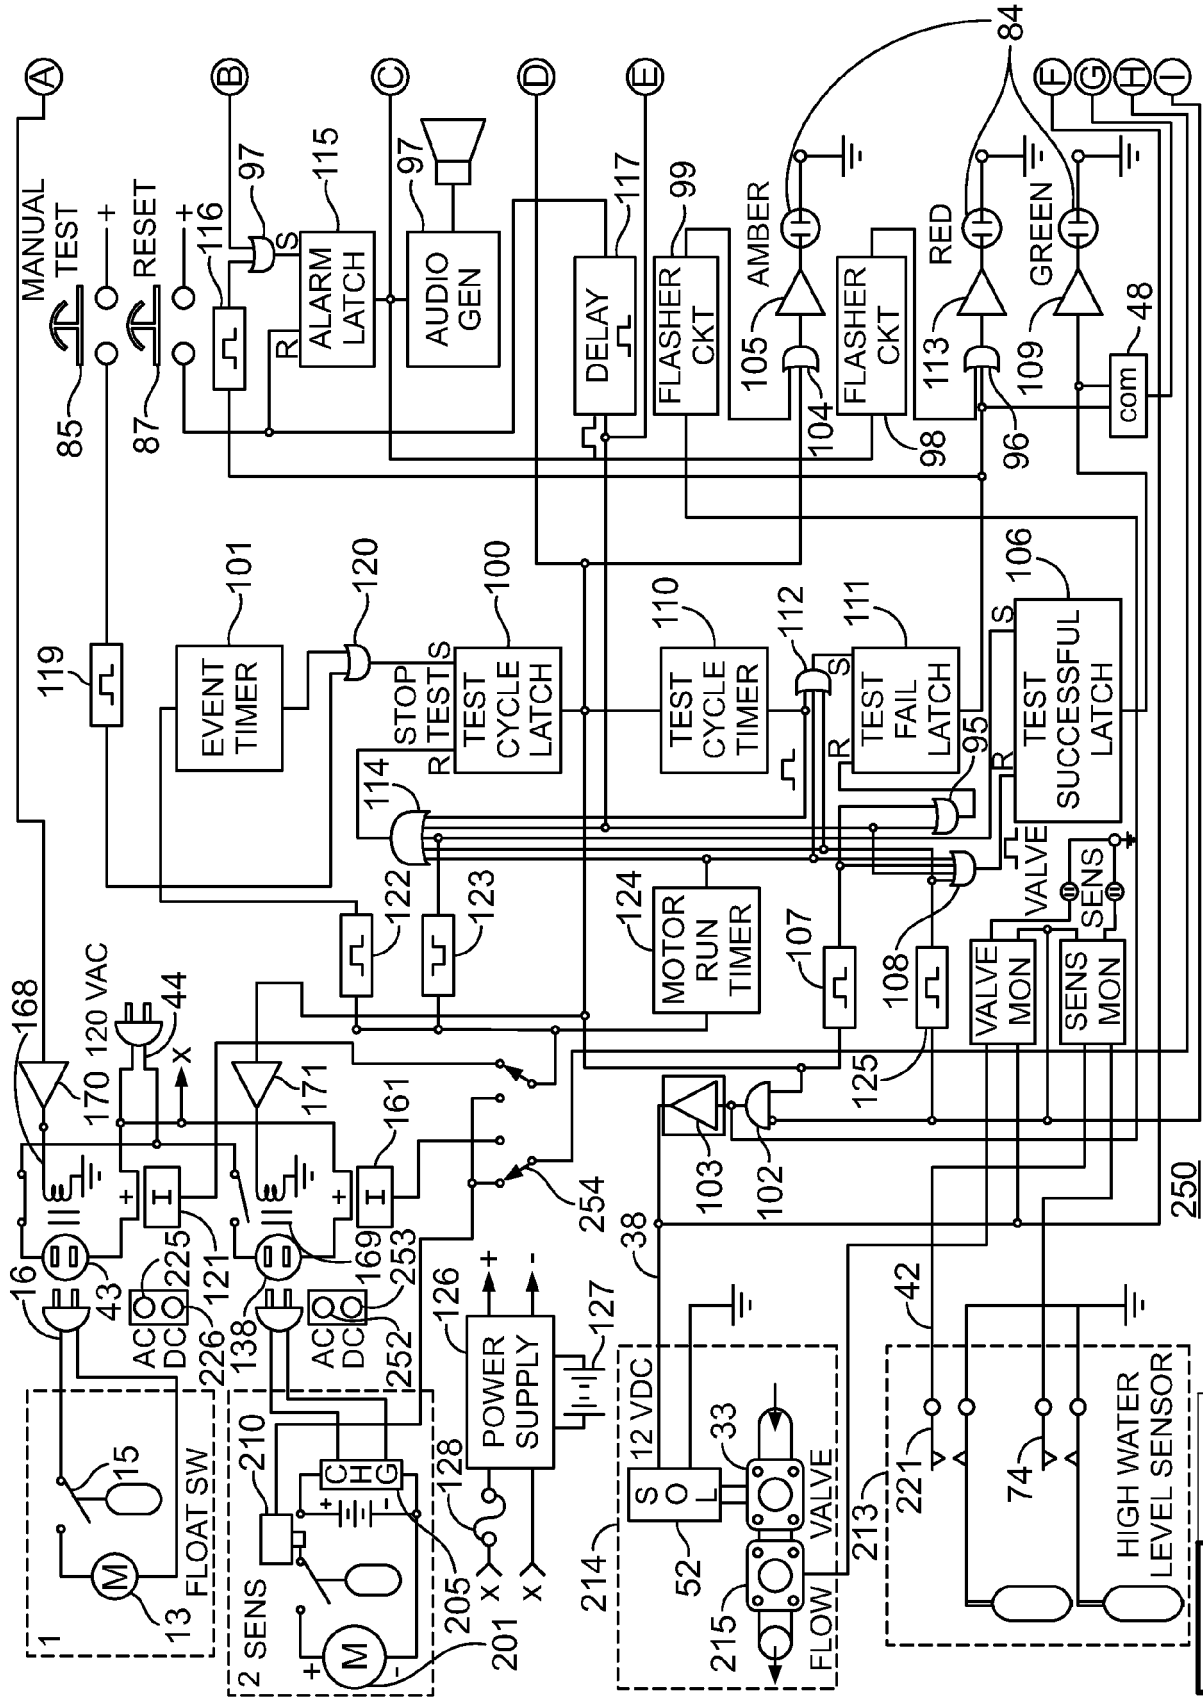 A
B
C
D
E
F
G
H
I
MANUAL
TEST
+
RESET
+
85
87
116
97
115
S
R
ALARM
LATCH
97
AUDIO
GEN
117
DELAY
99
FLASHER
CKT
AMBER
105
104
84
FLASHER
CKT
98
RED
113
96
GREEN
109
48
com
119
101
EVENT
TIMER
120
STOP
TEST
R
S
100
TEST
CYCLE
LATCH
114
110
TEST
CYCLE
TIMER
112
111
S
R
TEST
FAIL
LATCH
95
106
S
R
TEST
SUCCESSFUL
LATCH
122
123
124
MOTOR
RUN
TIMER
107
108
125
VALVE
SENS
VALVE
MON
SENS
MON
168
170
120 VAC
44
X
171
161
I
+
I
+
16
43
121
225
AC
DC
226
138
169
253
AC
DC
252
254
103
102
38
42
250
1
15
M
13
FLOAT SW
2 SENS
210
C
H
G
+
-
+
M
-
205
201
126
POWER
SUPPLY
+
-
128
X
X
127
214
12 VDC
S
O
L
52
33
215
FLOW
VALVE
213
221
74
HIGH WATER
LEVEL SENSOR